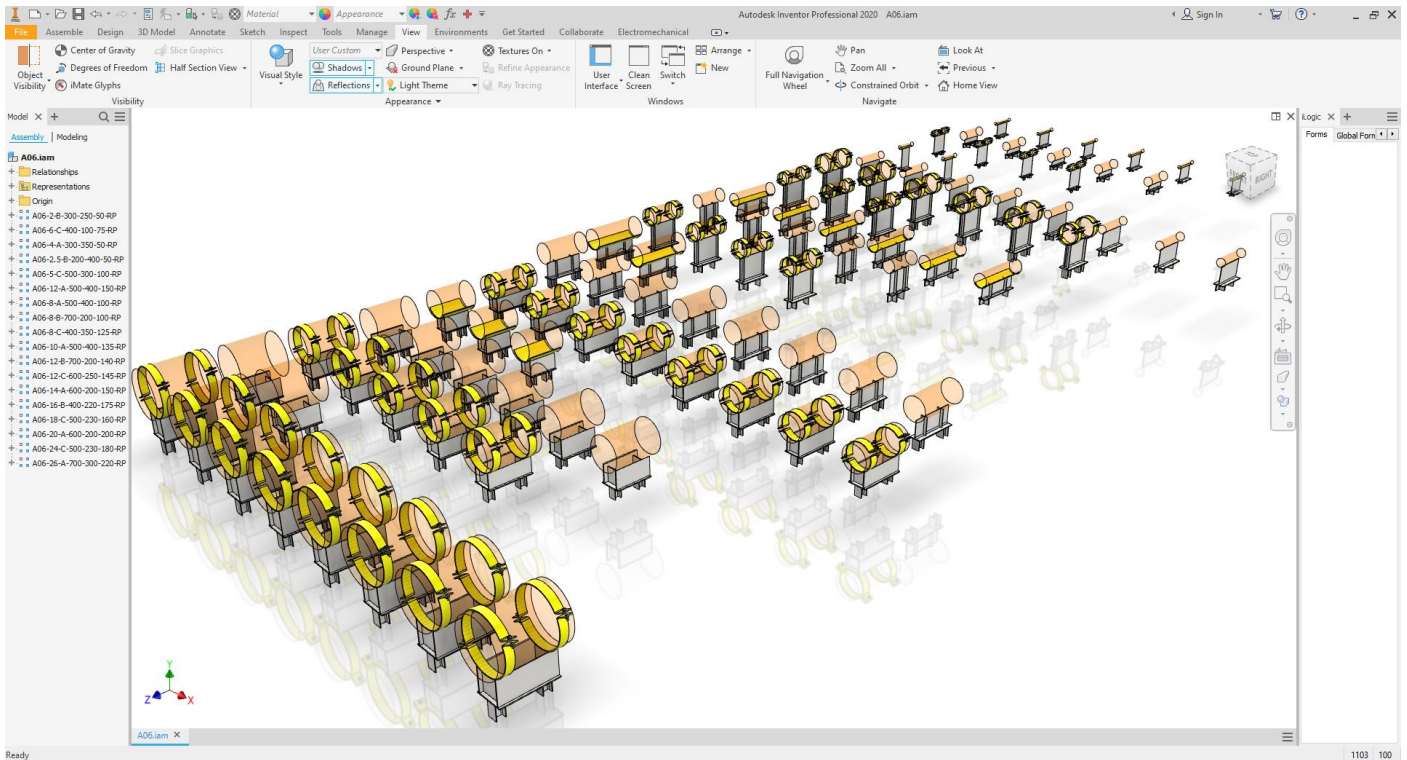 Material Appearance fx Autodesk Inventor Professional 2020 A06.iam Sign In
File Assemble Design 3D Model Annotate Sketch Inspect Tools Manage View Environments Get Started Collaborate Electromechanical
Object Visibility
Center of Gravity
Degrees of Freedom
iMate Glyphs
Slice Graphics
Half Section View
Visibility
Visual Style
User Custom
Shadows
Reflections
Perspective
Ground Plane
Light Theme
Textures On
Refine Appearance
Ray Tracing
Appearance
User Interface
Clean Screen
Switch
Arrange
New
Windows
Full Navigation Wheel
Pan
Zoom All
Constrained Orbit
Look At
Previous
Home View
Navigate
Model
Assembly | Modeling
A06.iam
Relationships
Representations
Origin
A06-2-B-300-250-50-RP
A06-6-C-400-100-75-RP
A06-4-A-300-350-50-RP
A06-2.5-B-200-400-50-RP
A06-5-C-500-300-100-RP
A06-12-A-500-400-150-RP
A06-8-A-500-400-100-RP
A06-8-B-700-200-100-RP
A06-8-C-400-350-125-RP
A06-10-A-500-400-135-RP
A06-12-B-700-200-140-RP
A06-12-C-600-250-145-RP
A06-14-A-600-200-150-RP
A06-16-B-400-220-175-RP
A06-18-C-500-230-160-RP
A06-20-A-600-200-200-RP
A06-24-C-500-230-180-RP
A06-26-A-700-300-220-RP
iLogic
Forms Global Forn
RIGHT
Y
Z X
A06.iam
Ready 1103 100